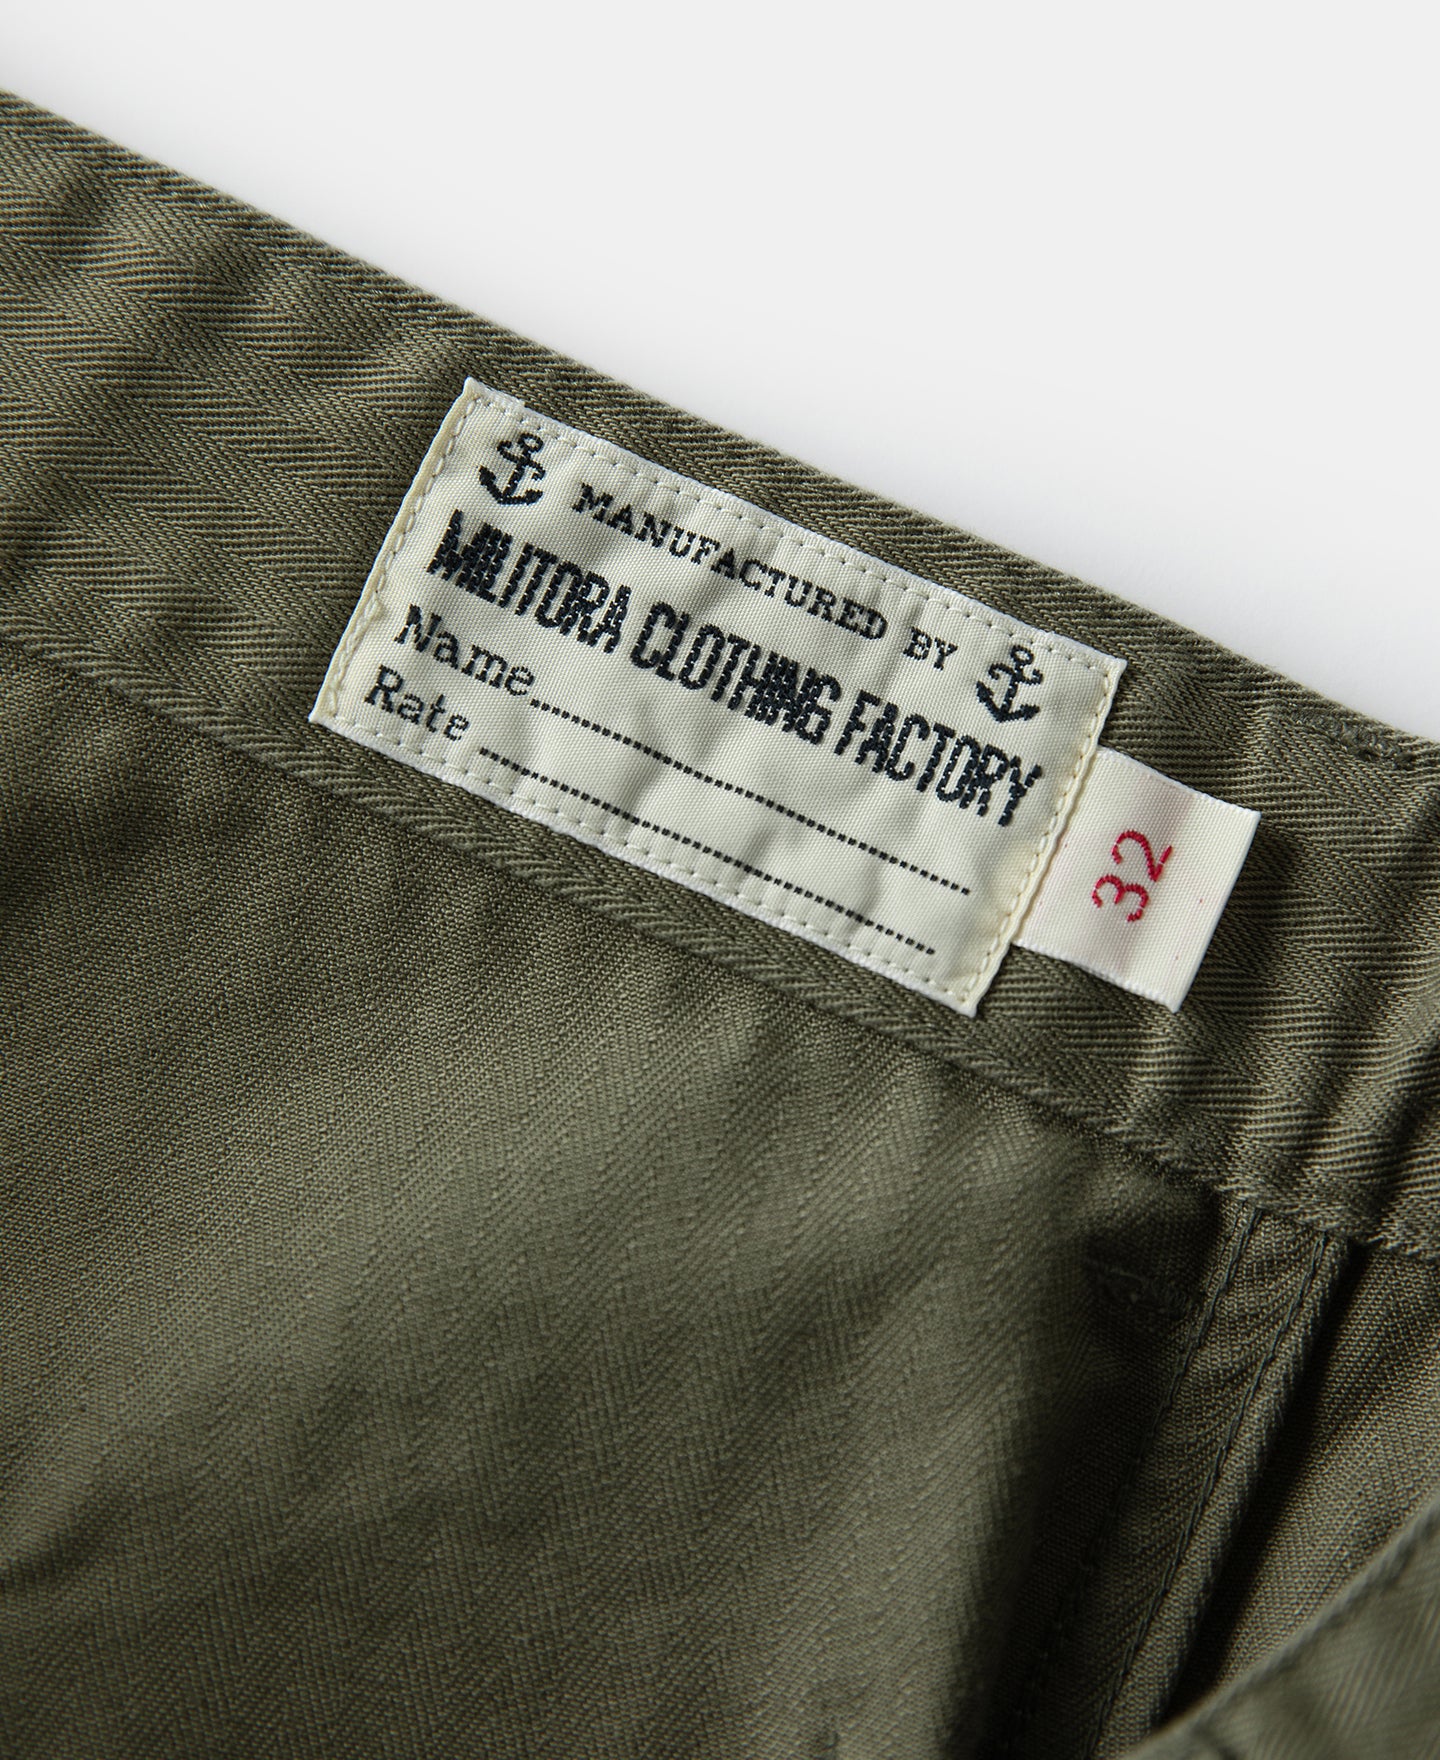 MANUFACTURED BY
MILITORA CLOTHING FACTORY
Name
Rate
32